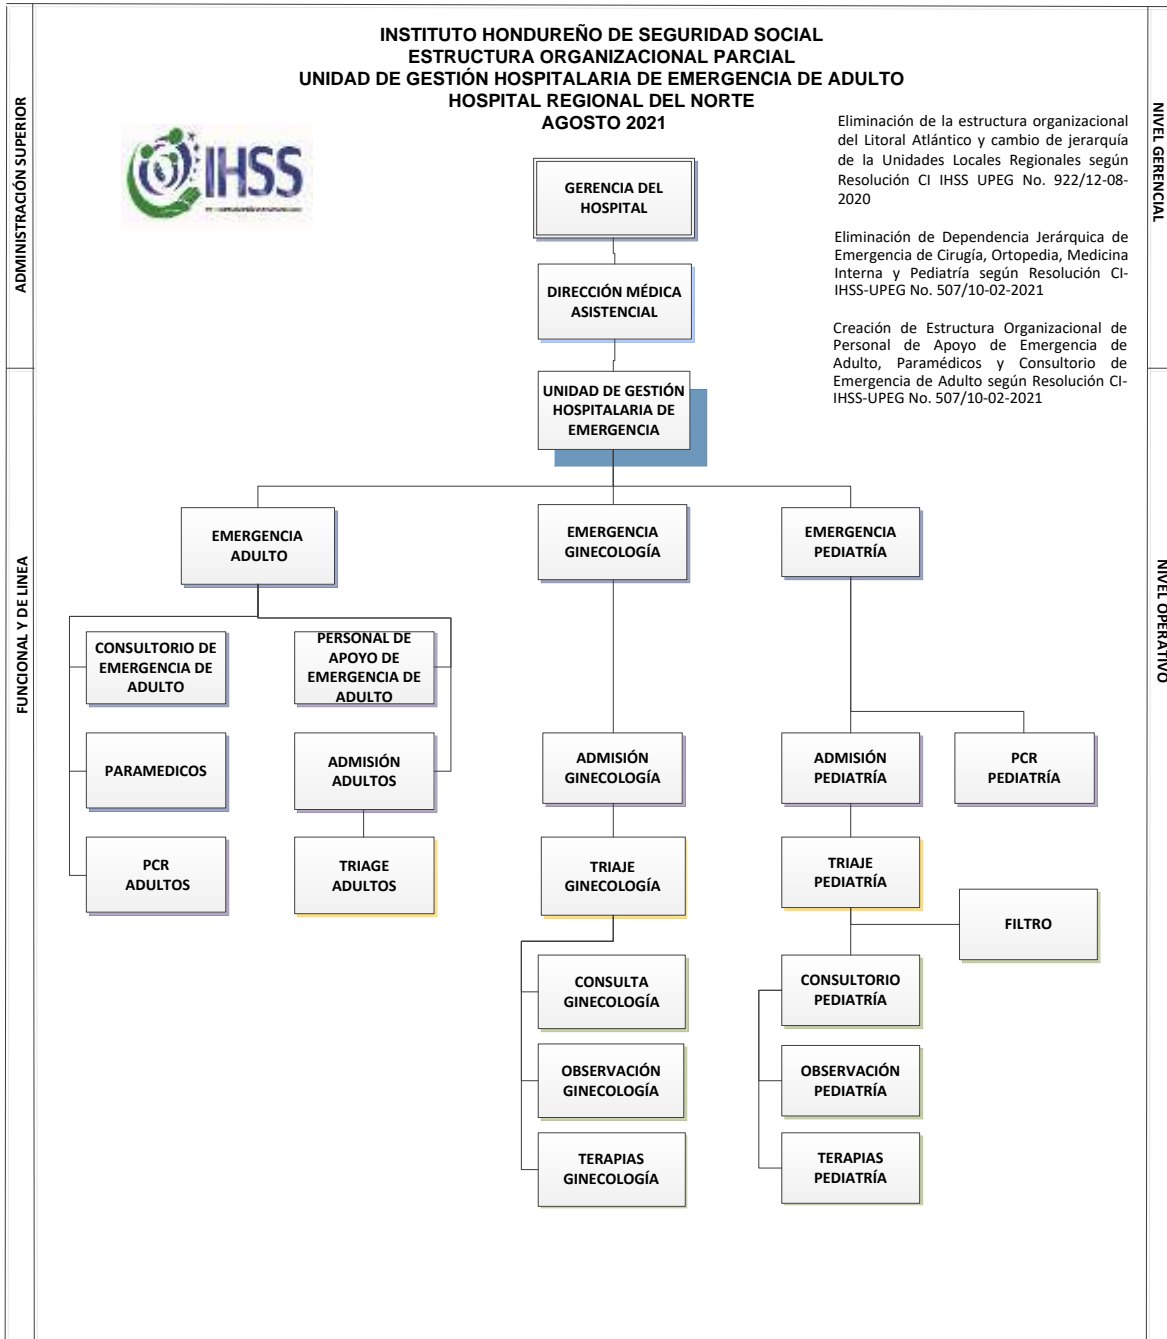 INSTITUTO HONDUREÑO DE SEGURIDAD SOCIAL
ESTRUCTURA ORGANIZACIONAL PARCIAL
UNIDAD DE GESTIÓN HOSPITALARIA DE EMERGENCIA DE ADULTO
HOSPITAL REGIONAL DEL NORTE
AGOSTO 2021
ADMINISTRACIÓN SUPERIOR
NIVEL GERENCIAL
IHSS
Eliminación de la estructura organizacional
del Litoral Atlántico y cambio de jerarquía
de la Unidades Locales Regionales según
Resolución CI IHSS UPEG No. 922/12-08-
2020
Eliminación de Dependencia Jerárquica de
Emergencia de Cirugía, Ortopedia, Medicina
Interna y Pediatría según Resolución CI-
IHSS-UPEG No. 507/10-02-2021
Creación de Estructura Organizacional de
Personal de Apoyo de Emergencia de
Adulto, Paramédicos y Consultorio de
Emergencia de Adulto según Resolución CI-
IHSS-UPEG No. 507/10-02-2021
GERENCIA DEL
HOSPITAL
DIRECCIÓN MÉDICA
ASISTENCIAL
UNIDAD DE GESTIÓN
HOSPITALARIA DE
EMERGENCIA
FUNCIONAL Y DE LINEA
NIVEL OPERATIVO
EMERGENCIA
ADULTO
EMERGENCIA
GINECOLOGÍA
EMERGENCIA
PEDIATRÍA
CONSULTORIO DE
EMERGENCIA DE
ADULTO
PERSONAL DE
APOYO DE
EMERGENCIA DE
ADULTO
PARAMEDICOS
ADMISIÓN
ADULTOS
ADMISIÓN
GINECOLOGÍA
ADMISIÓN
PEDIATRÍA
PCR
PEDIATRÍA
PCR
ADULTOS
TRIAGE
ADULTOS
TRIAJE
GINECOLOGÍA
TRIAJE
PEDIATRÍA
FILTRO
CONSULTA
GINECOLOGÍA
CONSULTORIO
PEDIATRÍA
OBSERVACIÓN
GINECOLOGÍA
OBSERVACIÓN
PEDIATRÍA
TERAPIAS
GINECOLOGÍA
TERAPIAS
PEDIATRÍA